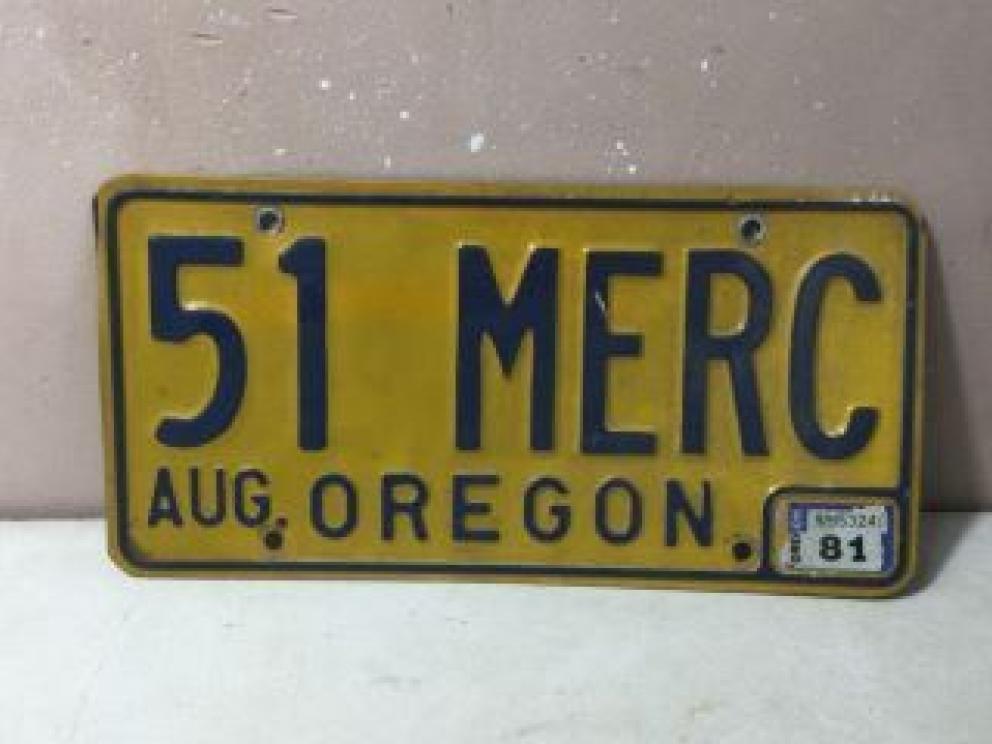 51 MERC
AUG. OREGON
81